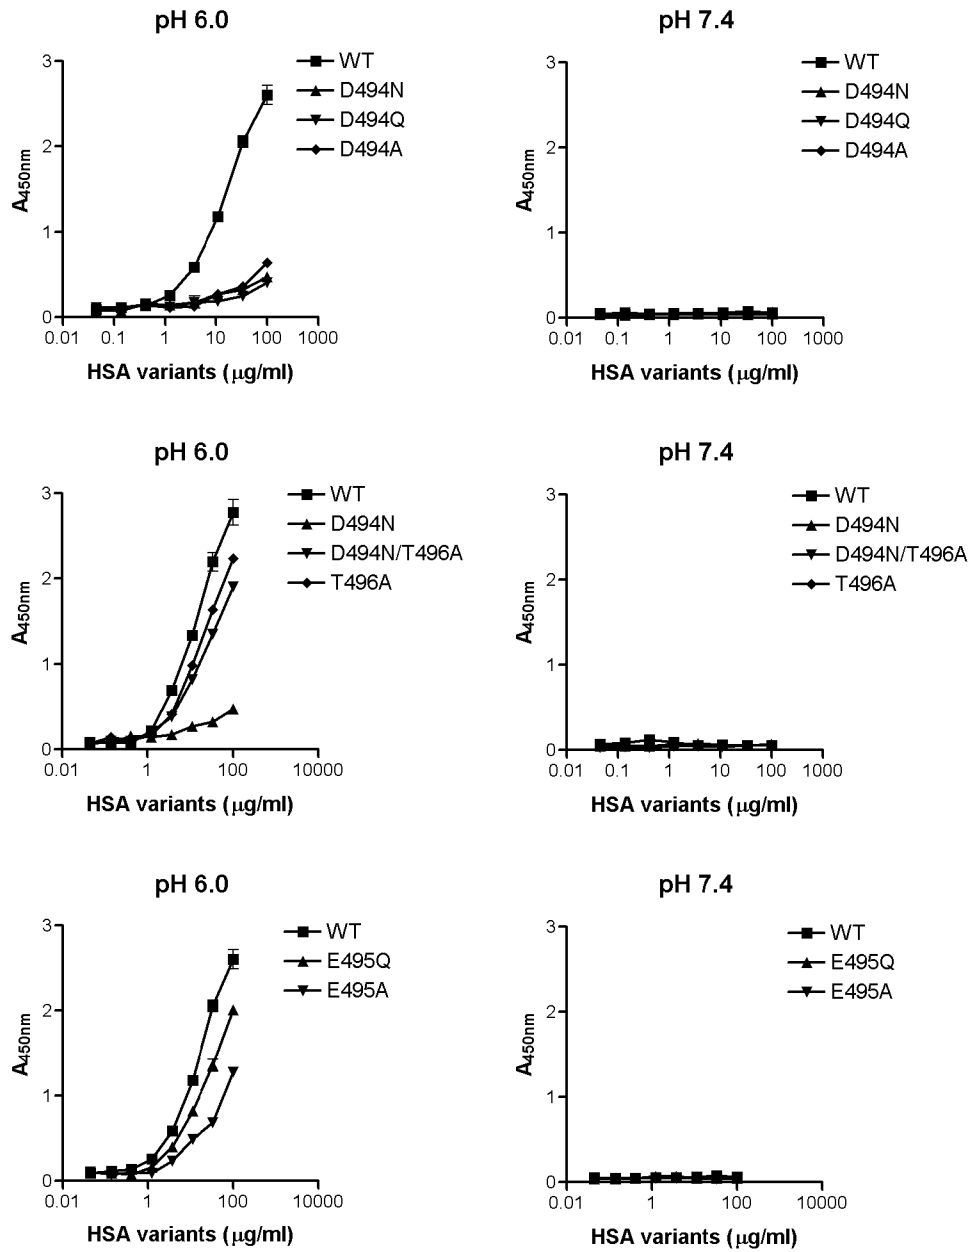 pH 6.0
3
2
1
0
0.01 0.1 1 10 100 1000
A450nm
HSA variants (μg/ml)
WT
D494N
D494Q
D494A
pH 7.4
3
2
1
0
0.01 0.1 1 10 100 1000
A450nm
HSA variants (μg/ml)
WT
D494N
D494Q
D494A
pH 6.0
3
2
1
0
0.01 1 100 10000
A450nm
HSA variants (μg/ml)
WT
D494N
D494N/T496A
T496A
pH 7.4
3
2
1
0
0.01 0.1 1 10 100 1000
A450nm
HSA variants (μg/ml)
WT
D494N
D494N/T496A
T496A
pH 6.0
3
2
1
0
0.01 1 100 10000
A450nm
HSA variants (μg/ml)
WT
E495Q
E495A
pH 7.4
3
2
1
0
0.01 1 100 10000
A450nm
HSA variants (μg/ml)
WT
E495Q
E495A